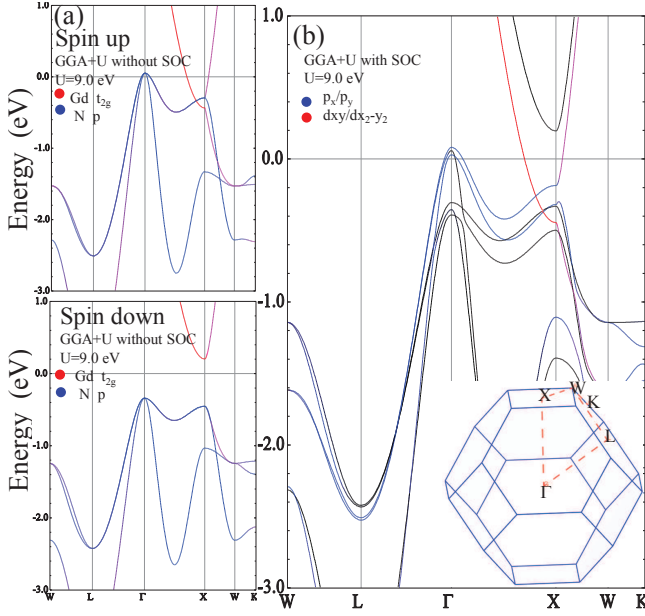 (a)
Spin up
GGA+U without SOC
U=9.0 eV
Gd t2g
N p
Energy (eV)
1.0
0.0
-1.0
-2.0
-3.0
Spin down
GGA+U without SOC
U=9.0 eV
Gd t2g
N p
Energy (eV)
1.0
0.0
-1.0
-2.0
-3.0
W L Γ X W K
(b)
GGA+U with SOC
U=9.0 eV
px/py
dxy/dx2-y2
1.0
0.0
-1.0
-2.0
-3.0
X W
K
L
Γ
W L Γ X W K